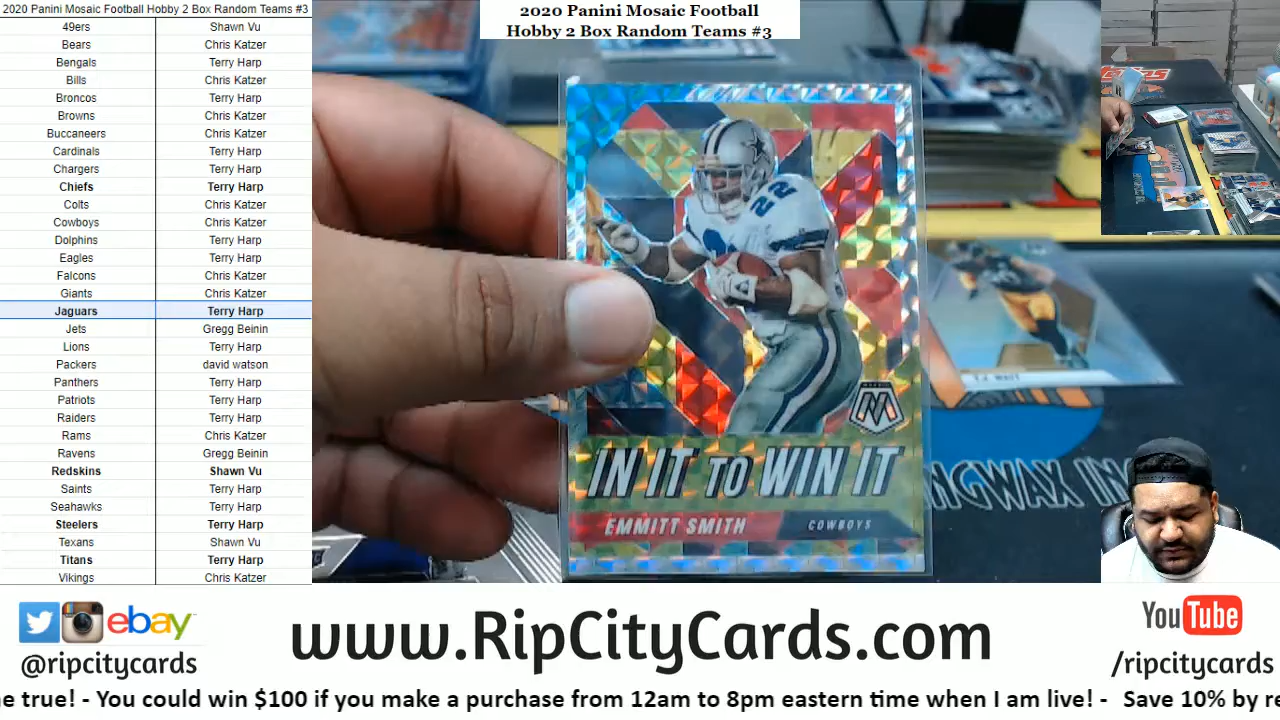 2020 Panini Mosaic Football Hobby 2 Box Random Teams #3
49ers Shawn Vu
Bears Chris Katzer
Bengals Terry Harp
Bills Chris Katzer
Broncos Terry Harp
Browns Chris Katzer
Buccaneers Chris Katzer
Cardinals Terry Harp
Chargers Terry Harp
Chiefs Terry Harp
Colts Chris Katzer
Cowboys Chris Katzer
Dolphins Terry Harp
Eagles Terry Harp
Falcons Chris Katzer
Giants Chris Katzer
Jaguars Terry Harp
Jets Gregg Beinin
Lions Terry Harp
Packers david watson
Panthers Terry Harp
Patriots Terry Harp
Raiders Terry Harp
Rams Chris Katzer
Ravens Gregg Beinin
Redskins Shawn Vu
Saints Terry Harp
Seahawks Terry Harp
Steelers Terry Harp
Texans Shawn Vu
Titans Terry Harp
Vikings Chris Katzer
2020 Panini Mosaic Football
Hobby 2 Box Random Teams #3
22
MOSAIC
M
IN IT TO WIN IT
EMMITT SMITH COWBOYS
T.J. WATT
NGWAX IN
ebay
@ripcitycards
www.RipCityCards.com
YouTube
/ripcitycards
e true! - You could win $100 if you make a purchase from 12am to 8pm eastern time when I am live! - Save 10% by re